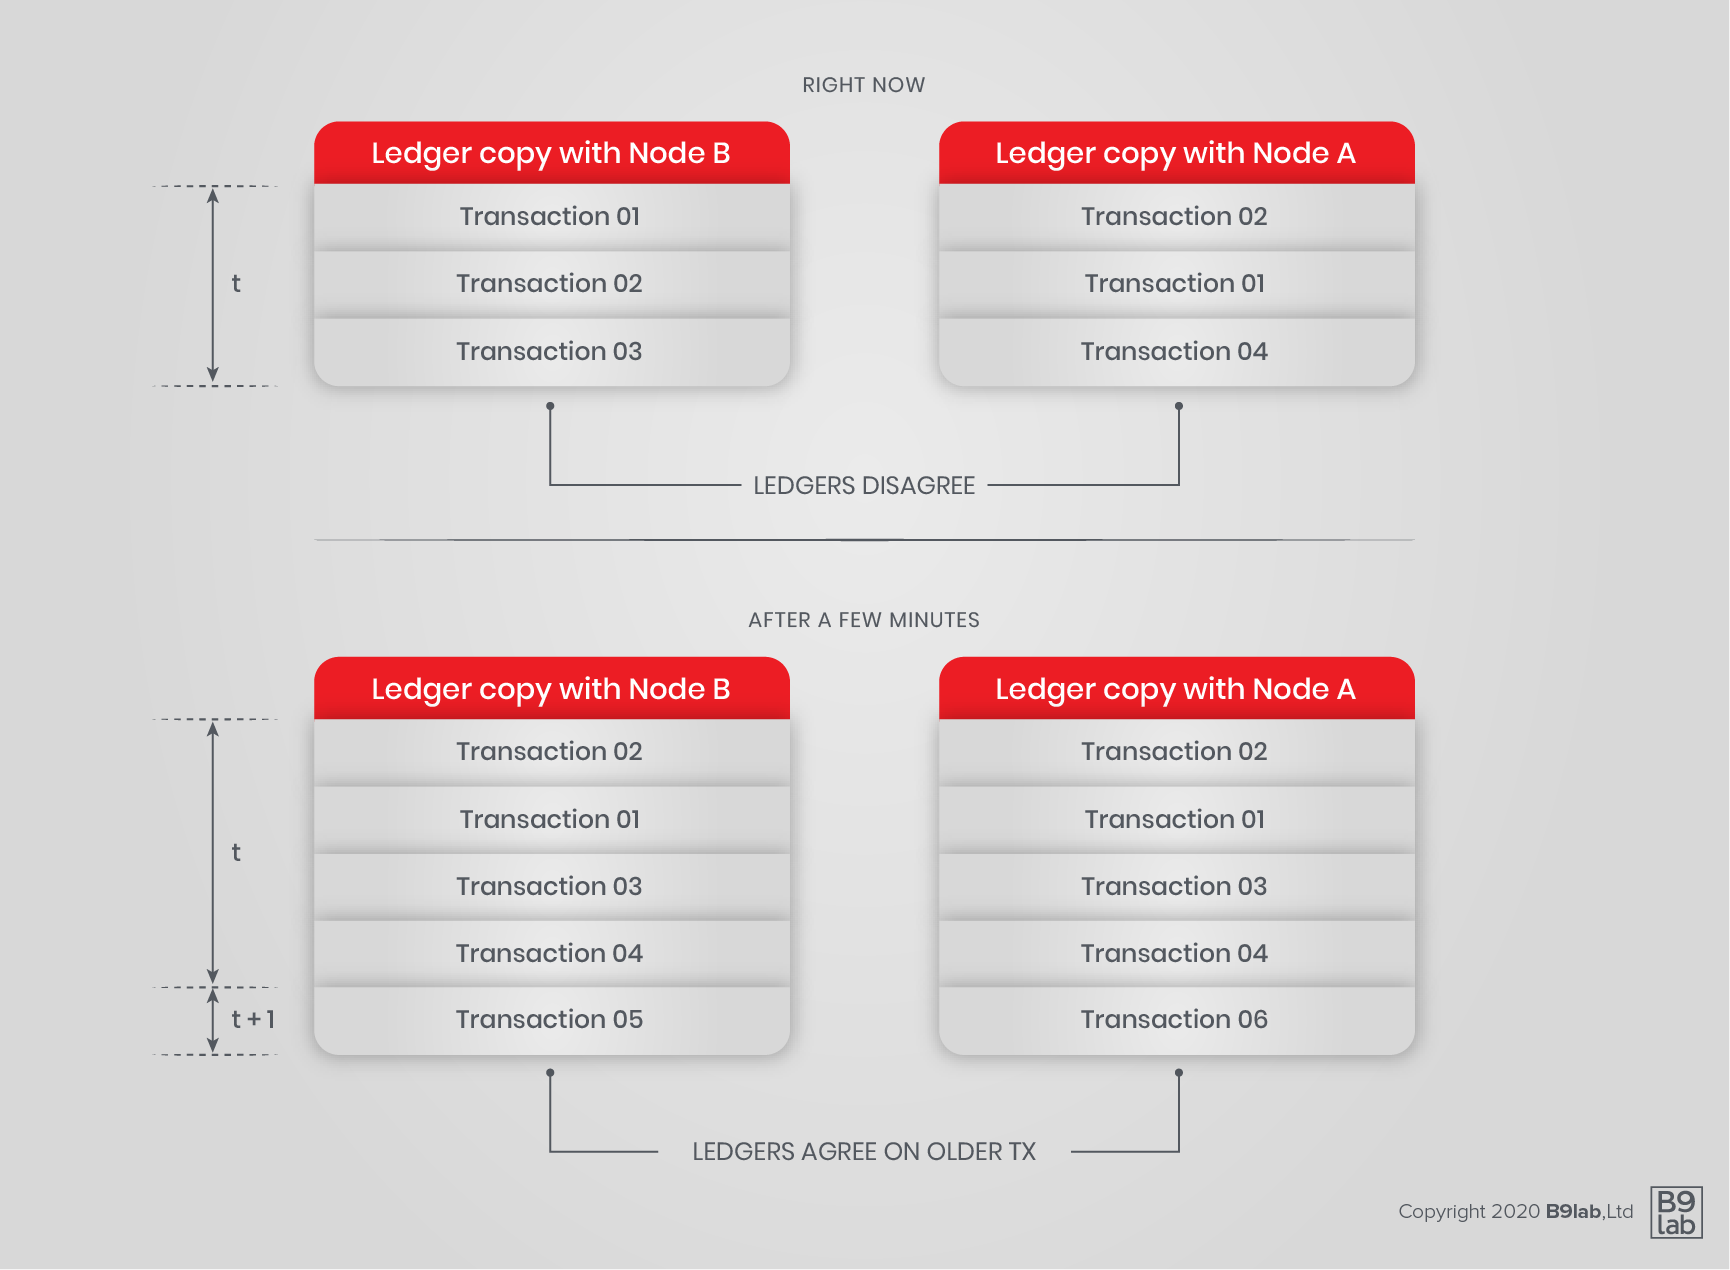 RIGHT NOW
Ledger copy with Node B
Transaction 01
Transaction 02
Transaction 03
t
Ledger copy with Node A
Transaction 02
Transaction 01
Transaction 04
LEDGERS DISAGREE
AFTER A FEW MINUTES
Ledger copy with Node B
Transaction 02
Transaction 01
Transaction 03
Transaction 04
Transaction 05
t
t + 1
Ledger copy with Node A
Transaction 02
Transaction 01
Transaction 03
Transaction 04
Transaction 06
LEDGERS AGREE ON OLDER TX
Copyright 2020 B9lab,Ltd
B9
lab